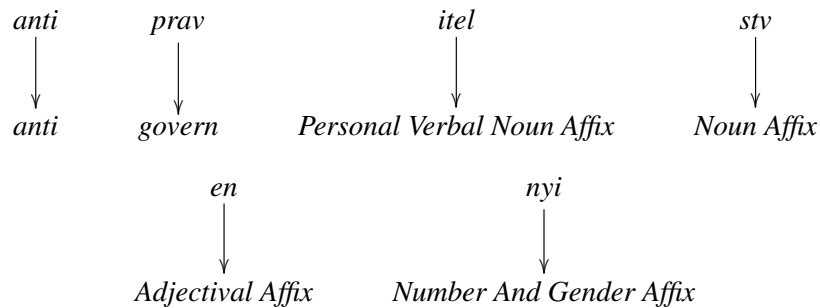 anti prav itel stv
anti govern Personal Verbal Noun Affix Noun Affix
en nyi
Adjectival Affix Number And Gender Affix